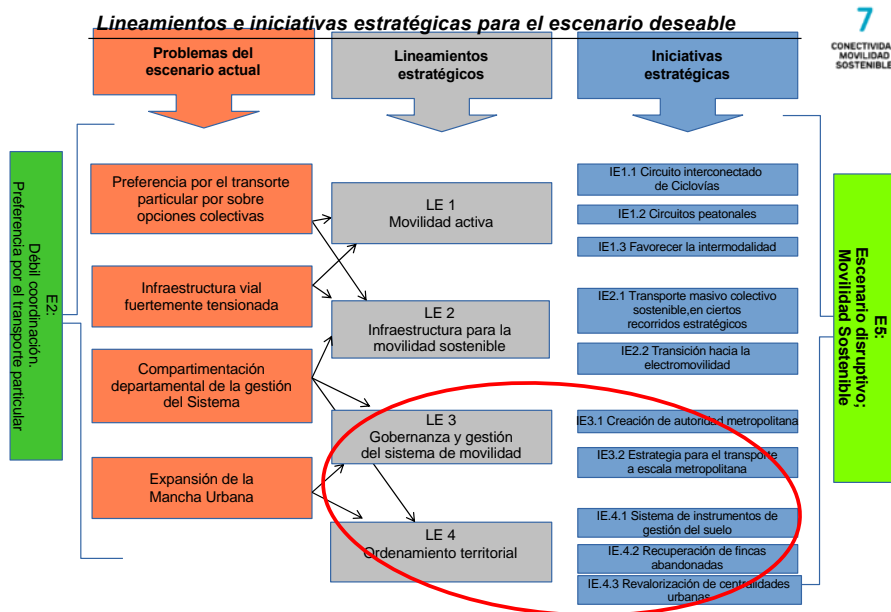 Lineamientos e iniciativas estratégicas para el escenario deseable
7
CONECTIVIDA
MOVILIDAD
SOSTENIBLE
Problemas del
escenario actual
Lineamientos
estratégicos
Iniciativas
estratégicas
E2:
Débil coordinación.
Preferencia por el transporte particular
Preferencia por el transorte
particular por sobre
opciones colectivas
Infraestructura vial
fuertemente tensionada
Compartimentación
departamental de la gestión
del Sistema
Expansión de la
Mancha Urbana
LE 1
Movilidad activa
LE 2
Infraestructura para la
movilidad sostenible
LE 3
Gobernanza y gestión
del sistema de movilidad
LE 4
Ordenamiento territorial
IE1.1 Circuito interconectado
de Ciclovías
IE1.2 Circuitos peatonales
IE1.3 Favorecer la intermodalidad
IE2.1 Transporte masivo colectivo
sostenible,en ciertos
recorridos estratégicos
IE2.2 Transición hacia la
electromovilidad
IE3.1 Creación de autoridad metropolitana
IE3.2 Estrategia para el transporte
a escala metropolitana
IE.4.1 Sistema de instrumentos de
gestión del suelo
IE.4.2 Recuperación de fincas
abandonadas
IE.4.3 Revalorización de centralidades
urbanas
E5:
Escenario disruptivo;
Movilidad Sostenible